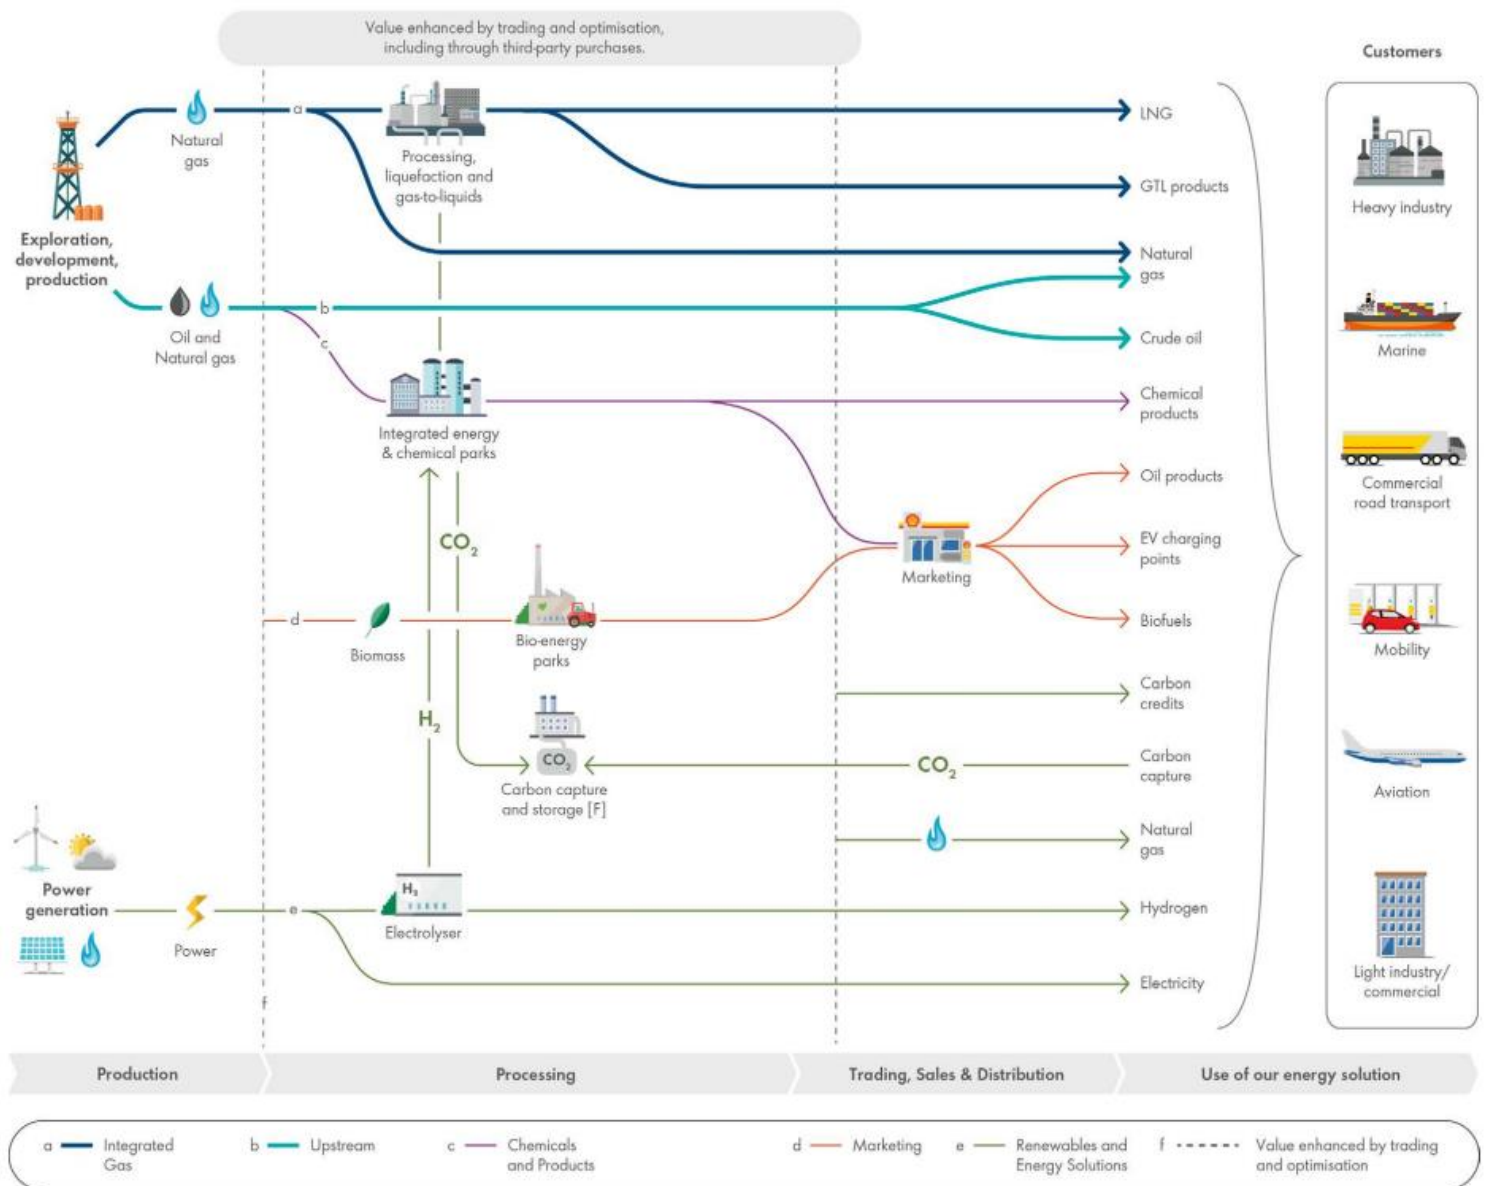 Value enhanced by trading and optimisation,
including through third-party purchases.
Customers
a
Natural
gas
Processing,
liquefaction and
gas-to-liquids
LNG
GTL products
Natural
gas
Exploration,
development,
production
b
Oil and
Natural gas
c
Crude oil
Integrated energy
& chemical parks
Chemical
products
Oil products
CO₂
Marketing
EV charging
points
d
Biomass
Bio-energy
parks
Biofuels
H₂
Carbon
credits
CO₂
Carbon capture
and storage [F]
CO₂
Carbon
capture
Natural
gas
Power
generation
Power
e
H₂
Electrolyser
Hydrogen
Electricity
f
Heavy industry
Marine
Commercial
road transport
Mobility
Aviation
Light industry/
commercial
Production
Processing
Trading, Sales & Distribution
Use of our energy solution
a
Integrated
Gas
b
Upstream
c
Chemicals
and Products
d
Marketing
e
Renewables and
Energy Solutions
f
Value enhanced by trading
and optimisation